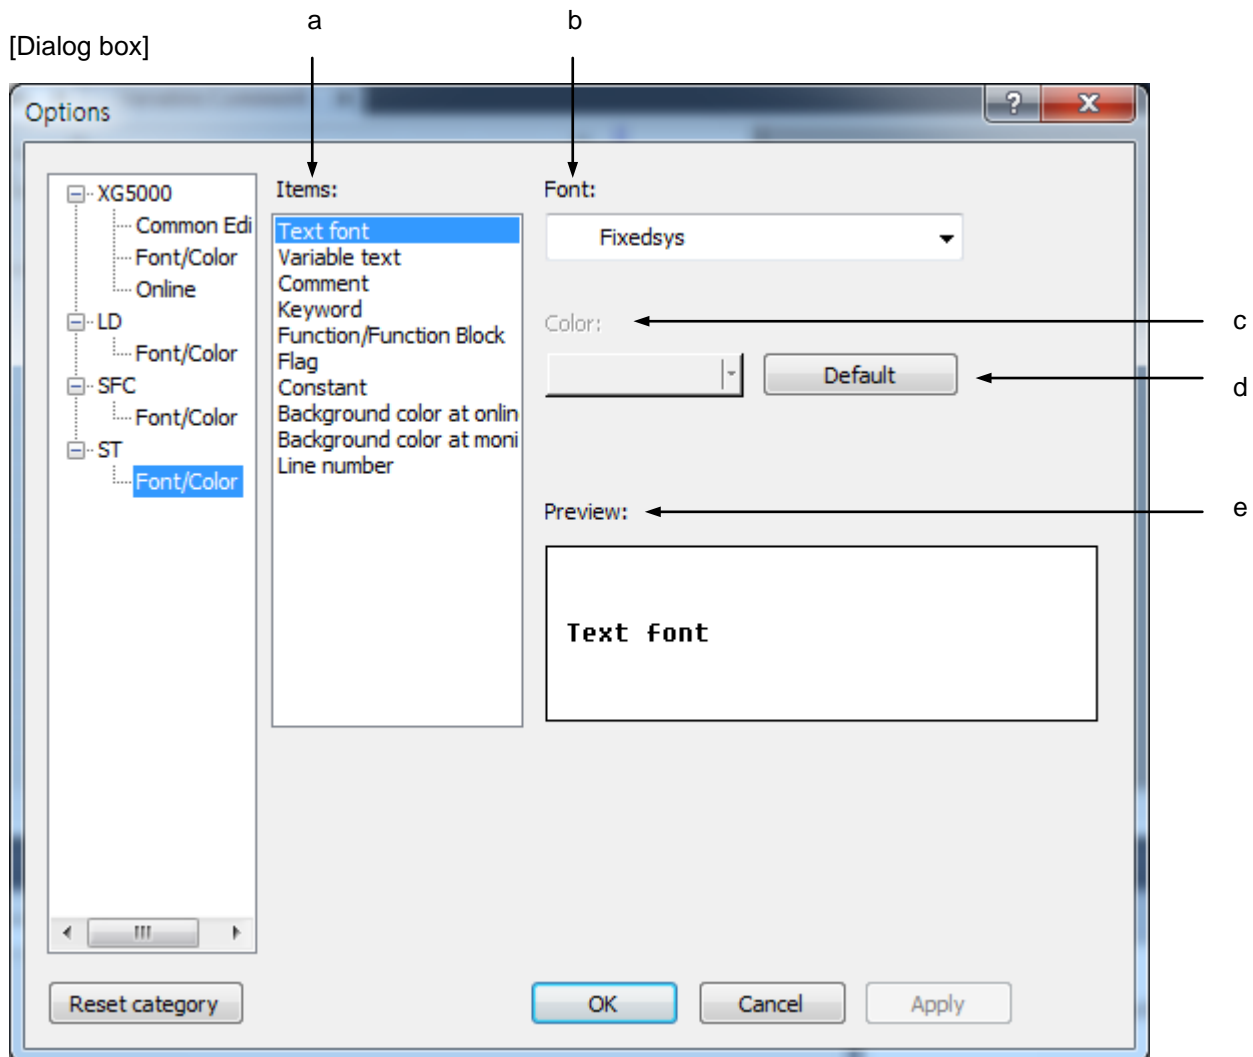 a
b
[Dialog box]
Options
?
x
XG5000
Common Edi
Font/Color
Online
LD
Font/Color
SFC
Font/Color
ST
Font/Color
Items:
Text font
Variable text
Comment
Keyword
Function/Function Block
Flag
Constant
Background color at onlin
Background color at moni
Line number
Font:
Fixedsys
Color:
c
Default
d
Preview:
e
Text font
Reset category
OK
Cancel
Apply